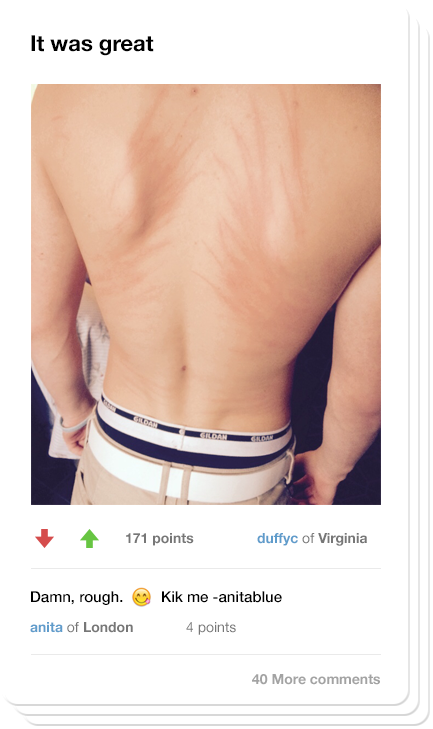 It was great
GILDAN GILDAN GILDAN GILDAN
171 points duffyc of Virginia
Damn, rough. 😋 Kik me -anitablue
anita of London 4 points
40 More comments